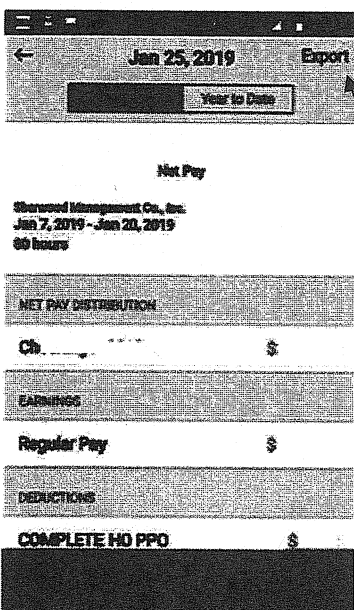 ← Jan 25, 2019 Export
Year to Date
Net Pay
Sherwood Management Co., Inc.
Jan 7, 2019 - Jan 20, 2019
80 hours
NET PAY DISTRIBUTION
Ch $
EARNINGS
Regular Pay $
DEDUCTIONS
COMPLETE HO PPO $